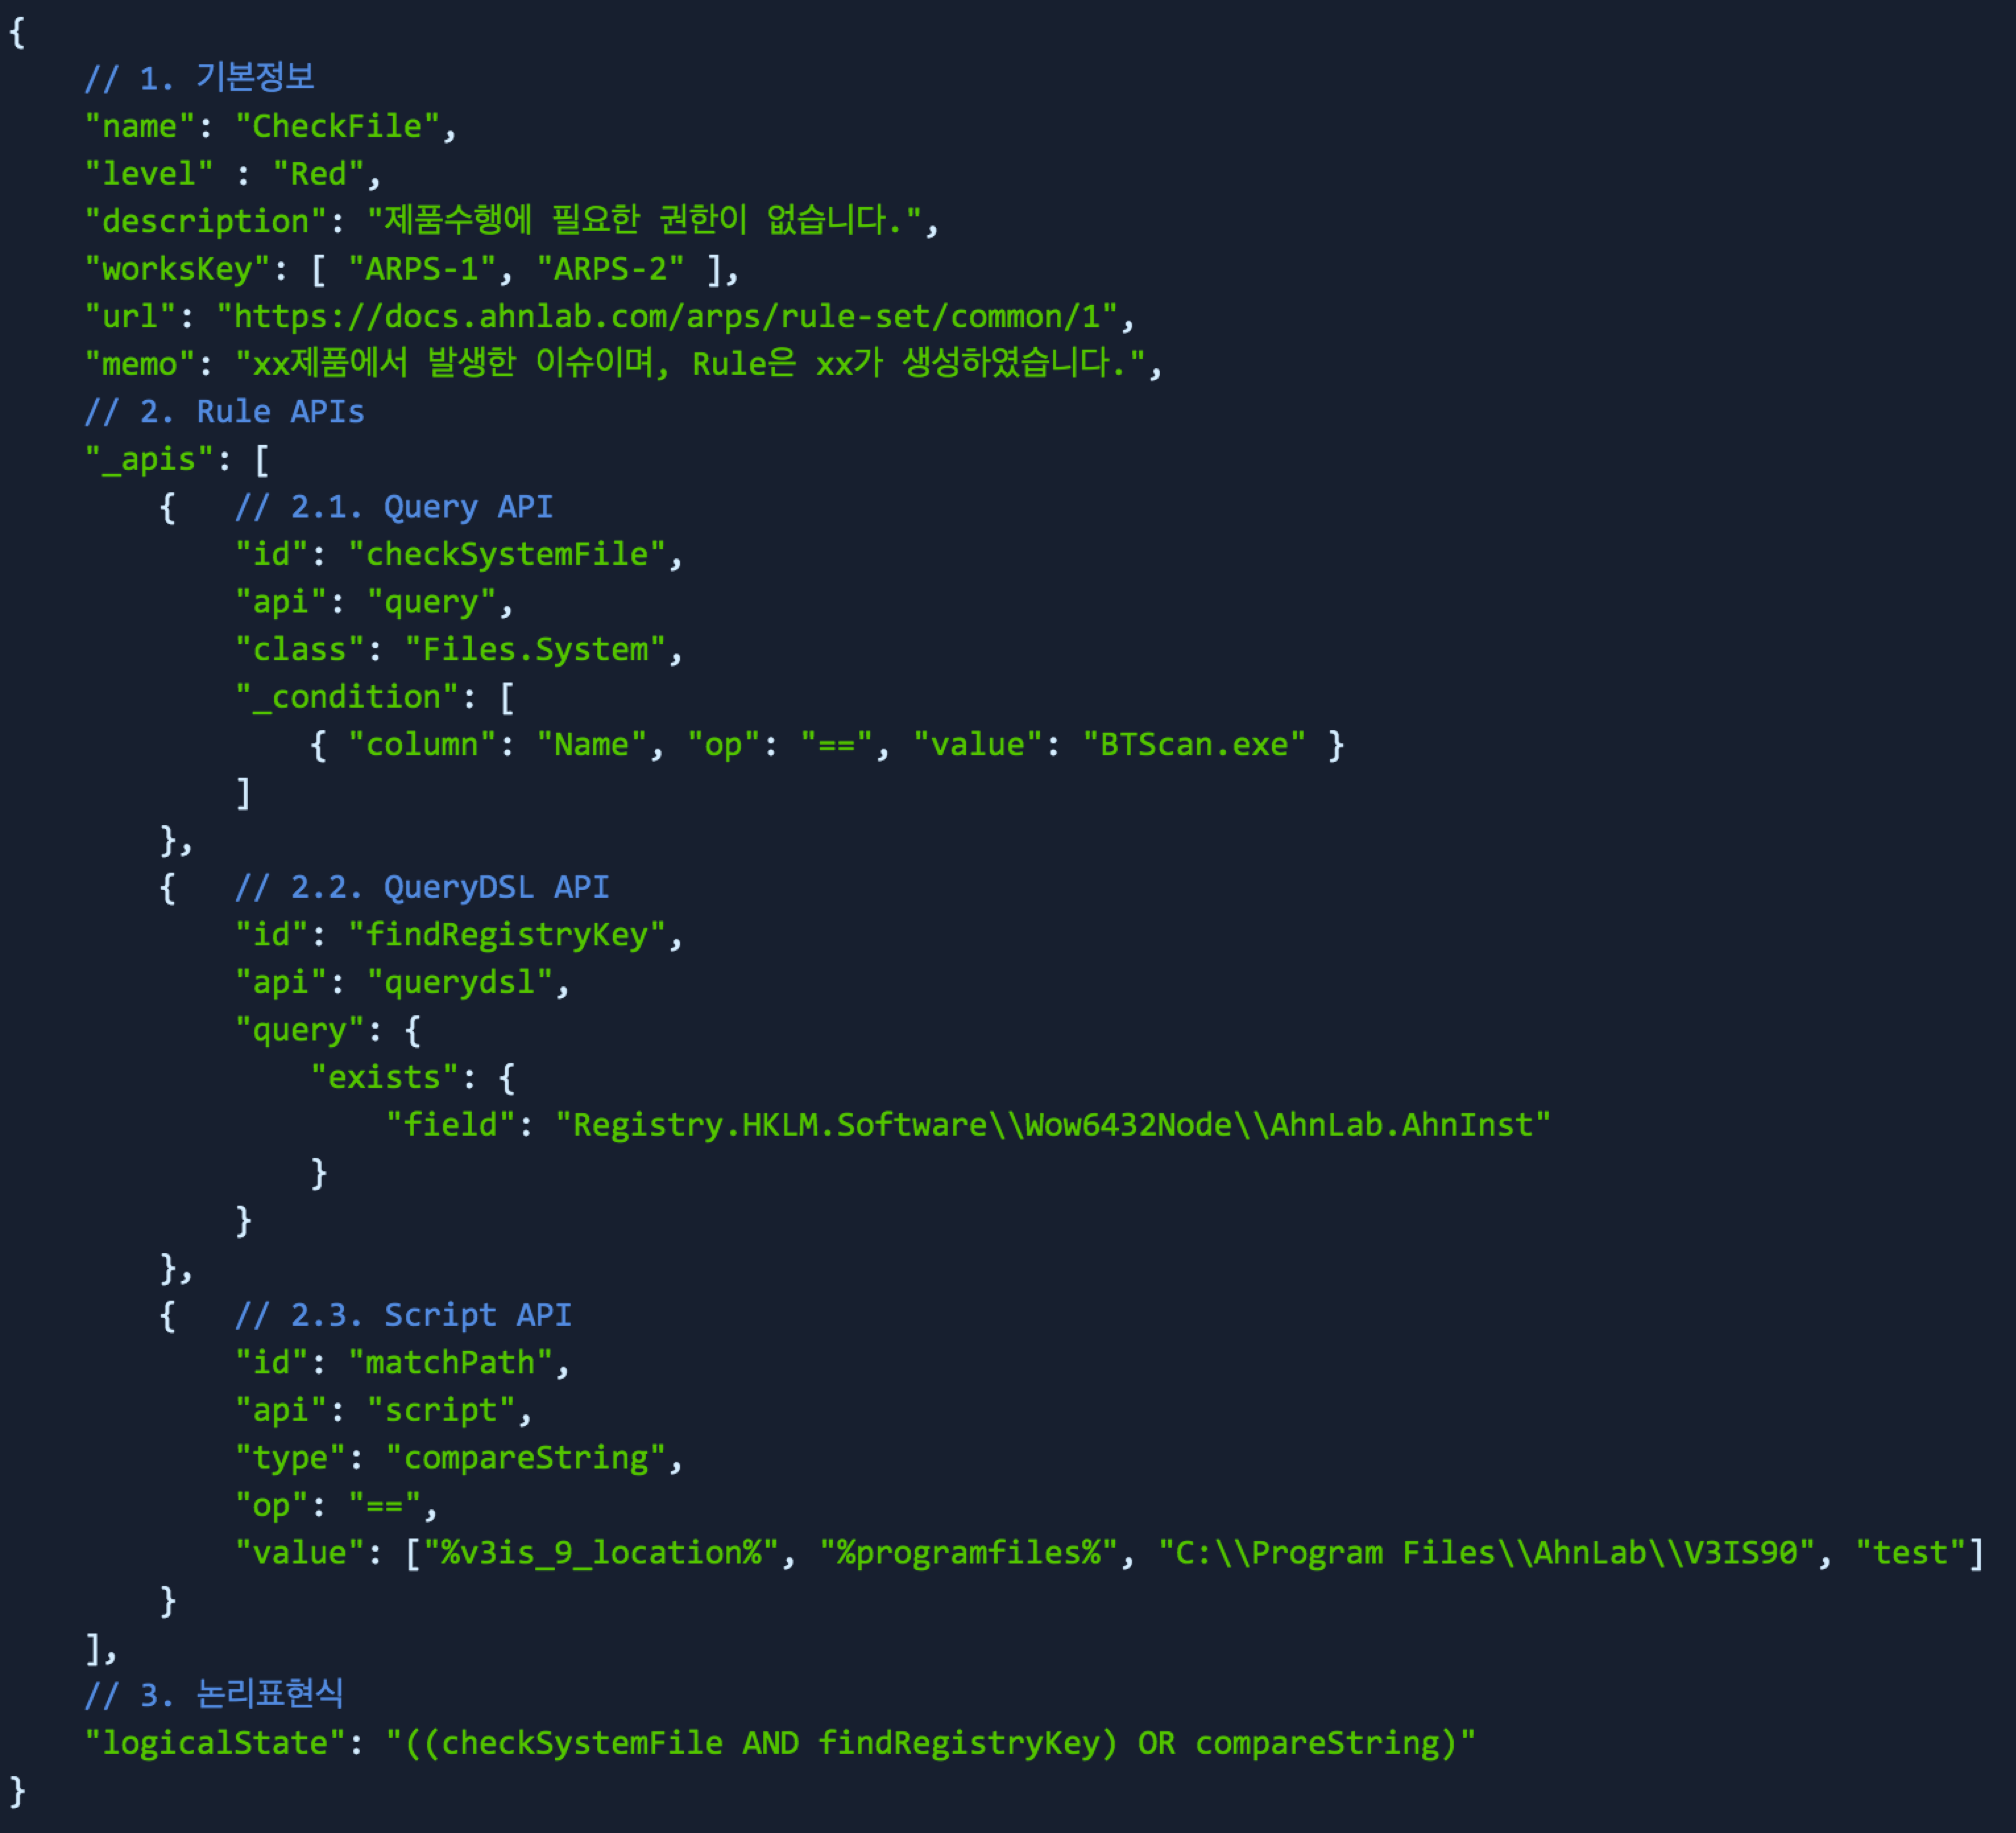 {
    // 1. 기본정보
    "name": "CheckFile",
    "level" : "Red",
    "description": "제품수행에 필요한 권한이 없습니다.",
    "worksKey": [ "ARPS-1", "ARPS-2" ],
    "url": "https://docs.ahnlab.com/arps/rule-set/common/1",
    "memo": "xx제품에서 발생한 이슈이며, Rule은 xx가 생성하였습니다.",
    // 2. Rule APIs
    "_apis": [
        {   // 2.1. Query API
            "id": "checkSystemFile",
            "api": "query",
            "class": "Files.System",
            "_condition": [
                { "column": "Name", "op": "==", "value": "BTScan.exe" }
            ]
        },
        {   // 2.2. QueryDSL API
            "id": "findRegistryKey",
            "api": "querydsl",
            "query": {
                "exists": {
                    "field": "Registry.HKLM.Software\\Wow6432Node\\AhnLab.AhnInst"
                }
            }
        },
        {   // 2.3. Script API
            "id": "matchPath",
            "api": "script",
            "type": "compareString",
            "op": "==",
            "value": ["%v3is_9_location%", "%programfiles%", "C:\\Program Files\\AhnLab\\V3IS90", "test"]
        }
    ],
    // 3. 논리표현식
    "logicalState": "((checkSystemFile AND findRegistryKey) OR compareString)"
}